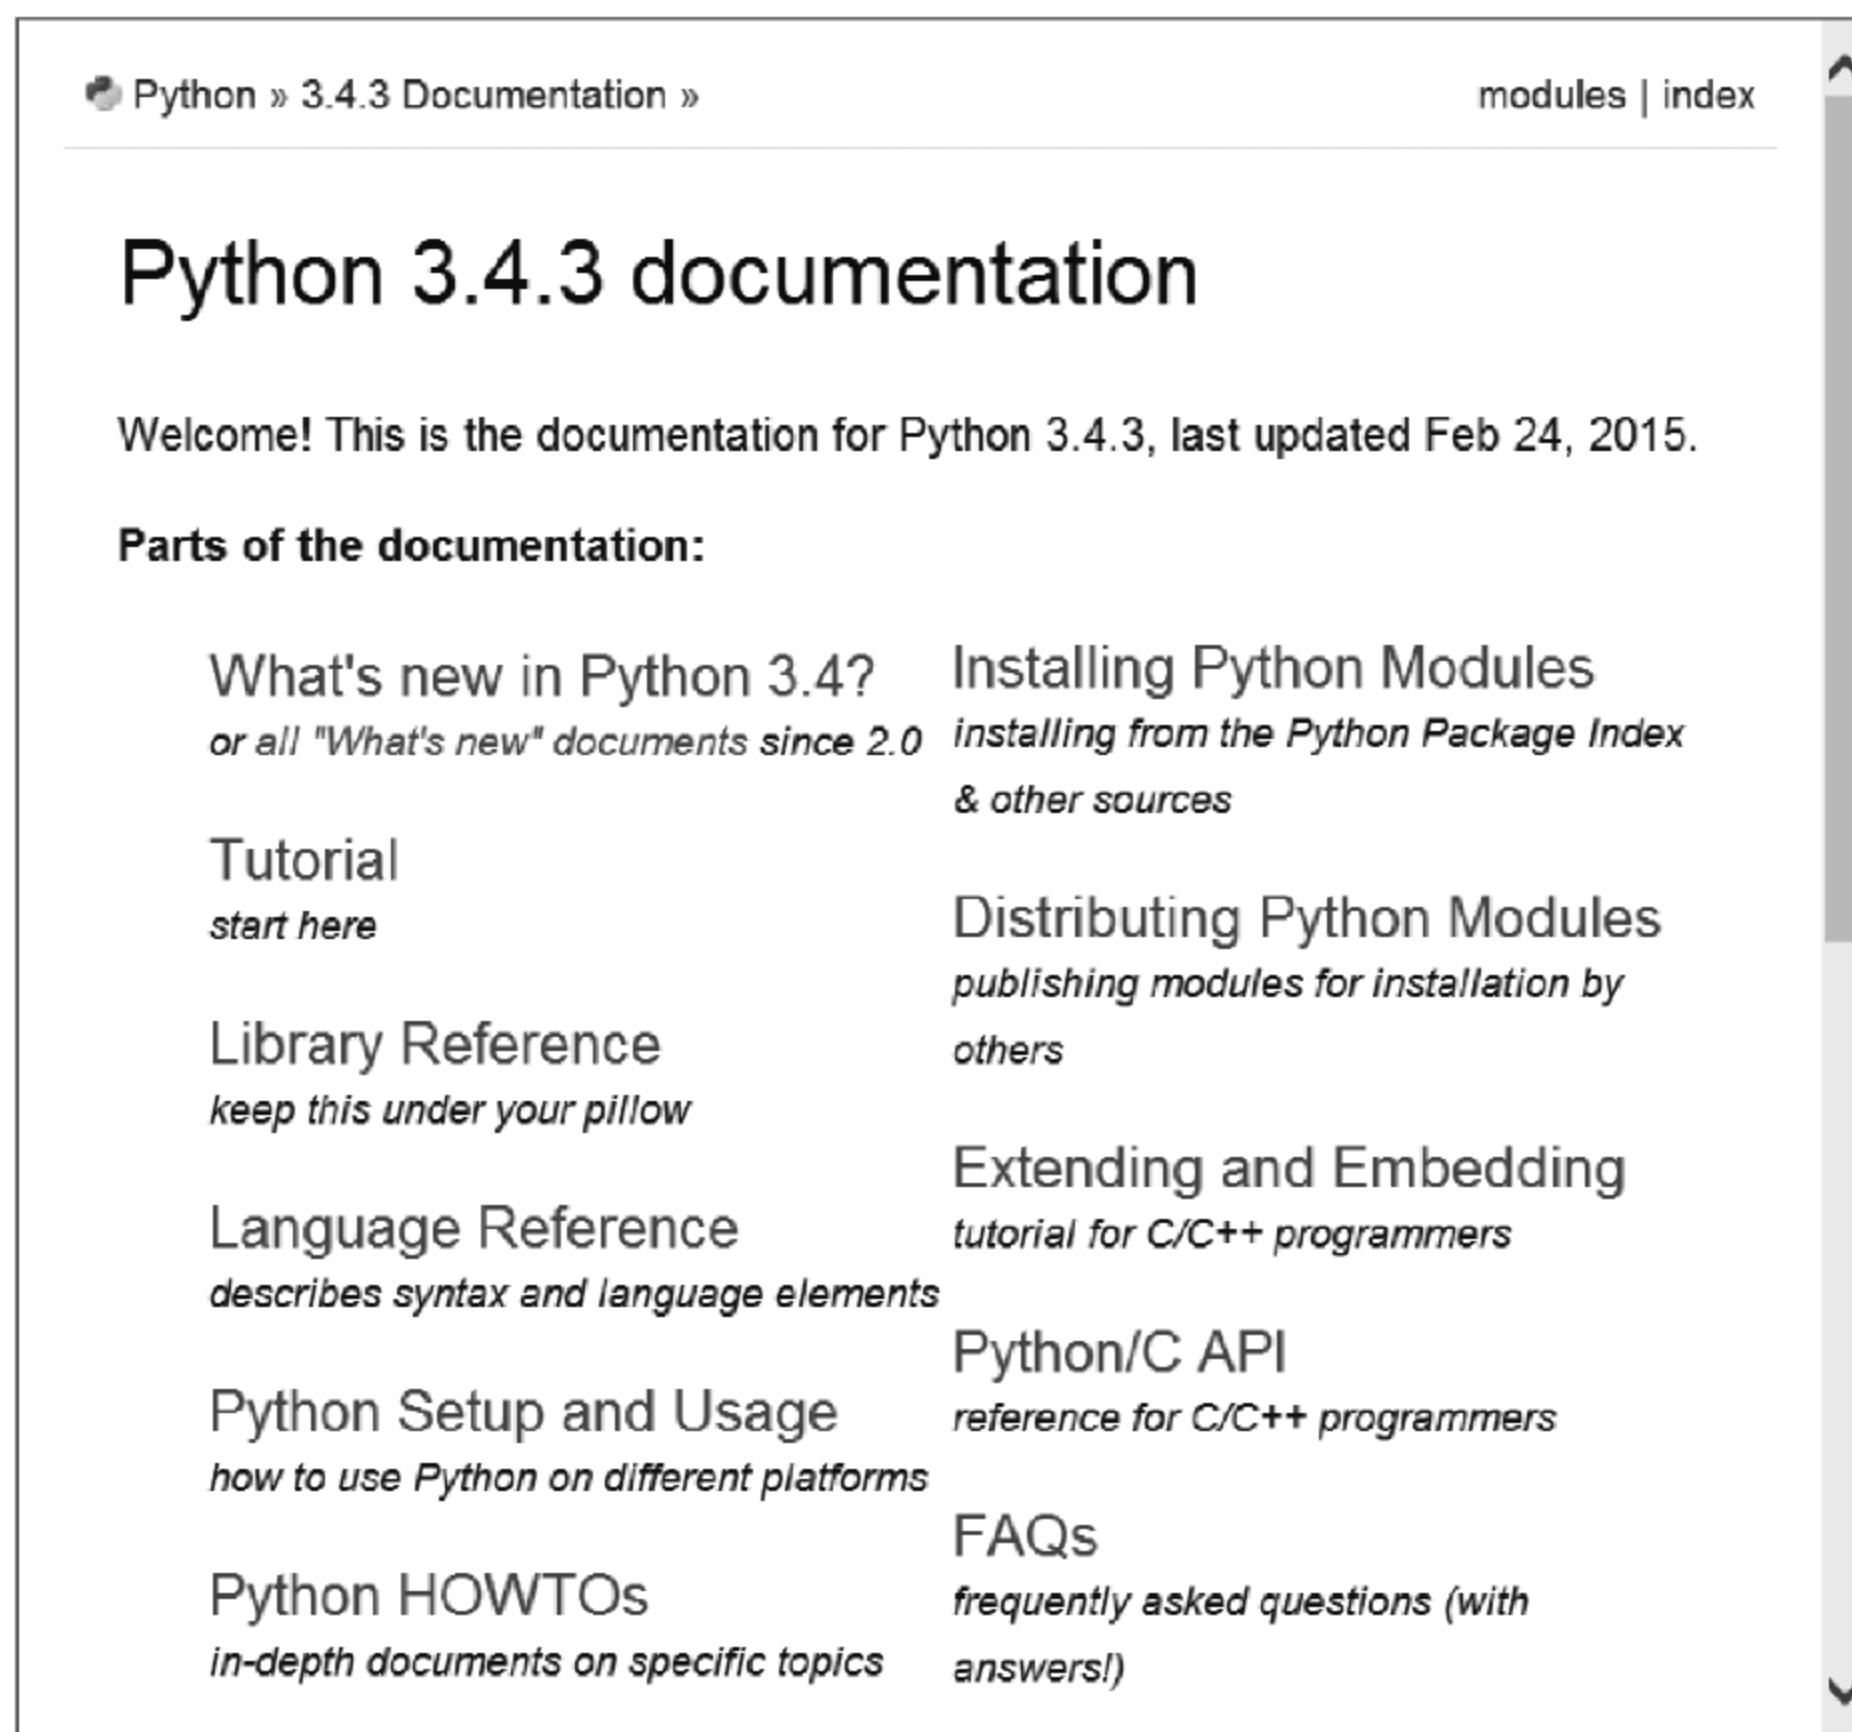 Python » 3.4.3 Documentation »
modules | index
Python 3.4.3 documentation
Welcome! This is the documentation for Python 3.4.3, last updated Feb 24, 2015.
Parts of the documentation:
What's new in Python 3.4?
or all "What's new" documents since 2.0
Tutorial
start here
Library Reference
keep this under your pillow
Language Reference
describes syntax and language elements
Python Setup and Usage
how to use Python on different platforms
Python HOWTOs
in-depth documents on specific topics
Installing Python Modules
installing from the Python Package Index
& other sources
Distributing Python Modules
publishing modules for installation by
others
Extending and Embedding
tutorial for C/C++ programmers
Python/C API
reference for C/C++ programmers
FAQs
frequently asked questions (with
answers!)